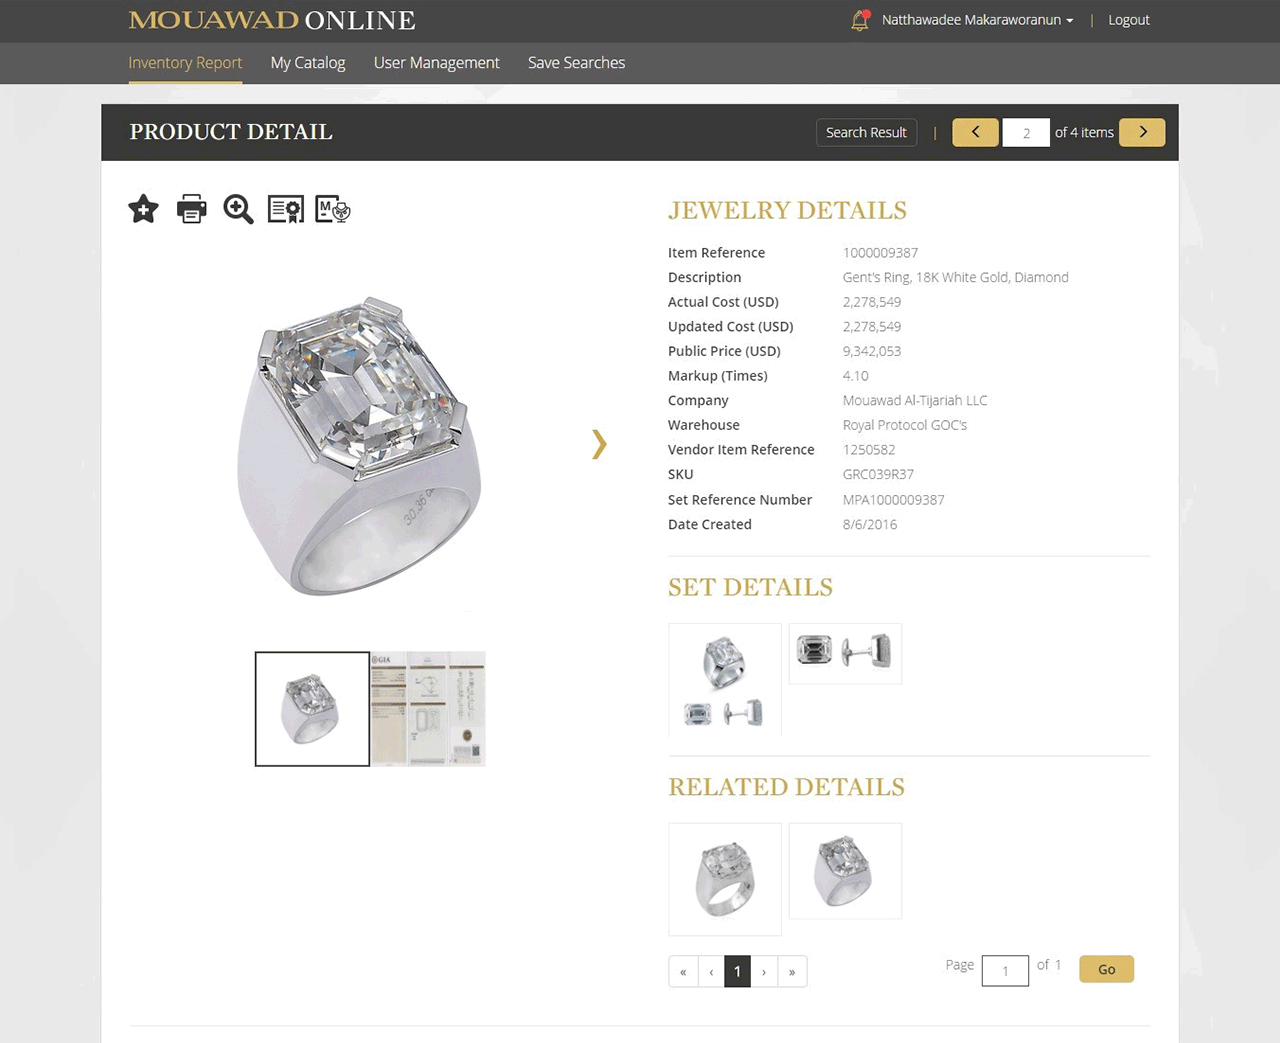 MOUAWAD ONLINE
Natthawadee Makaraworanun | Logout
Inventory Report My Catalog User Management Save Searches
PRODUCT DETAIL
Search Result | 2 of 4 items
M
JEWELRY DETAILS
Item Reference 1000009387
Description Gent's Ring, 18K White Gold, Diamond
Actual Cost (USD) 2,278,549
Updated Cost (USD) 2,278,549
Public Price (USD) 9,342,053
Markup (Times) 4.10
Company Mouawad Al-Tijariah LLC
Warehouse Royal Protocol GOC's
Vendor Item Reference 1250582
SKU GRC039R37
Set Reference Number MPA1000009387
Date Created 8/6/2016
30.36
GIA
SET DETAILS
RELATED DETAILS
« ‹ 1 › »
Page 1 of 1 Go